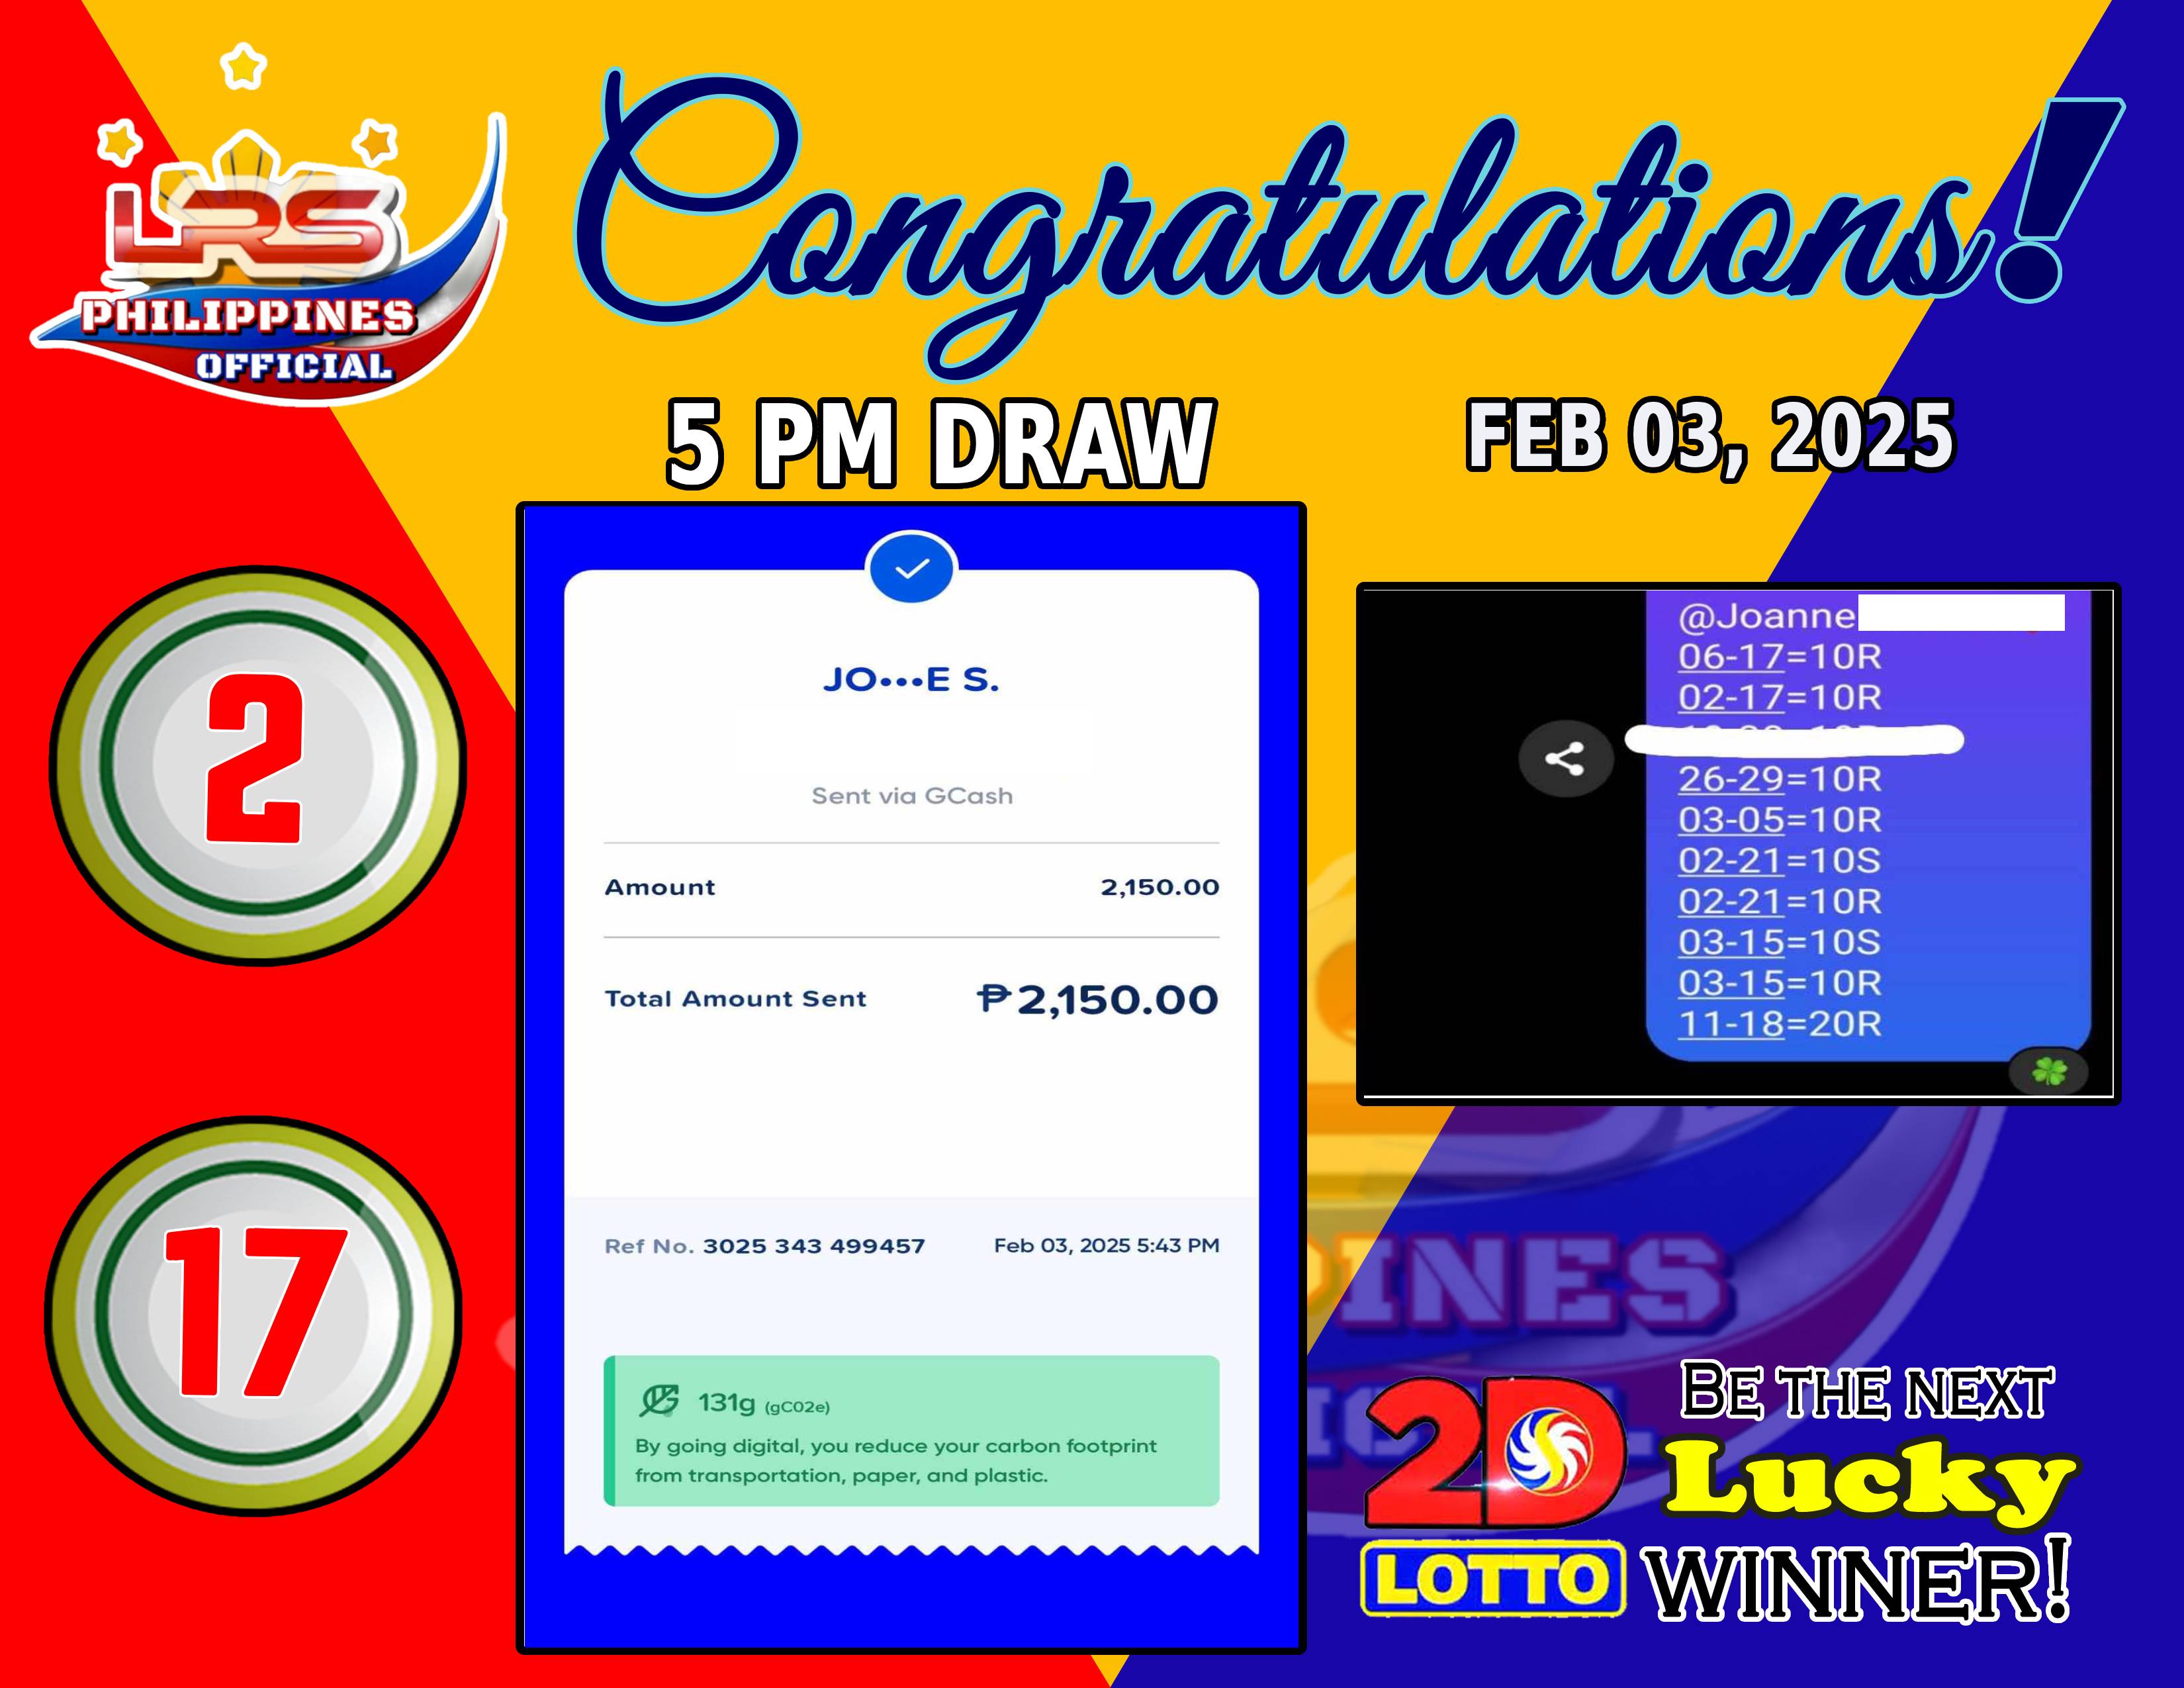 LRS
PHILIPPINES
OFFICIAL
Congratulations!
5 PM DRAW
FEB 03, 2025
2
17
JO•••E S.
Sent via GCash
Amount 2,150.00
Total Amount Sent ₱2,150.00
Ref No. 3025 343 499457 Feb 03, 2025 5:43 PM
131g (gCO2e)
By going digital, you reduce your carbon footprint
from transportation, paper, and plastic.
@Joanne
06-17=10R
02-17=10R
26-29=10R
03-05=10R
02-21=10S
02-21=10R
03-15=10S
03-15=10R
11-18=20R
PINES
2D
LOTTO
BE THE NEXT
Lucky
WINNER!